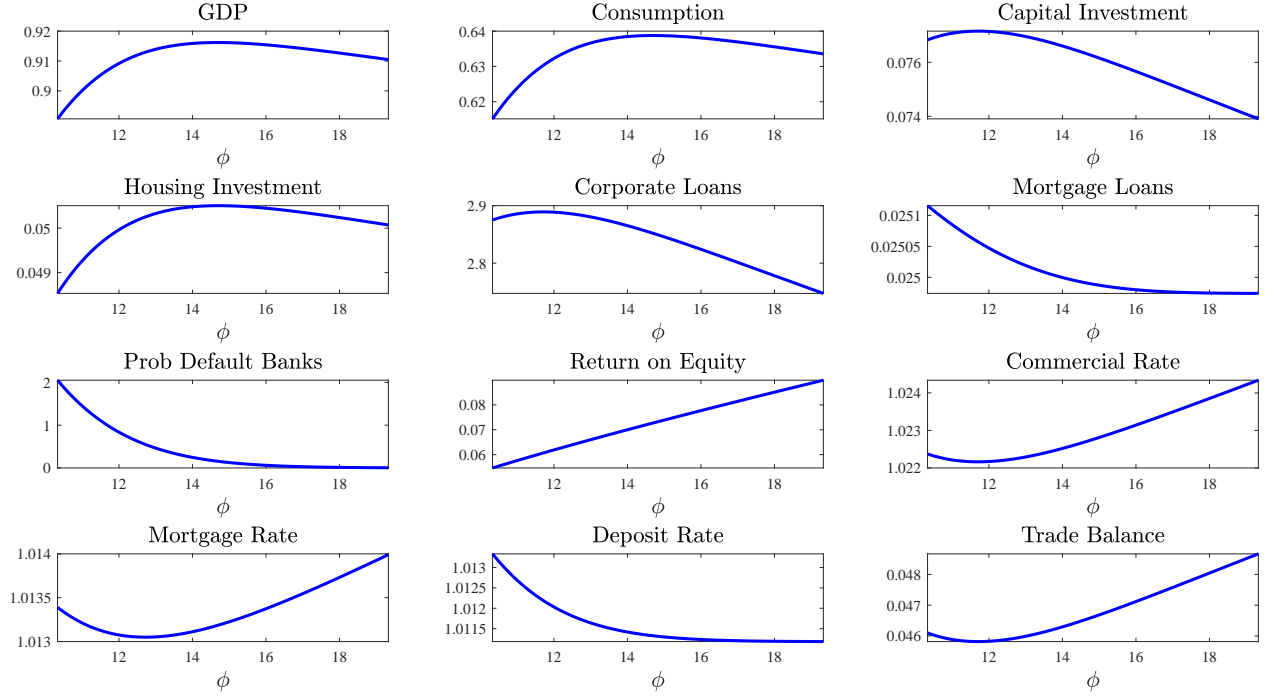 GDP
0.92
0.91
0.9
12 14 16 18
ϕ
Consumption
0.64
0.63
0.62
12 14 16 18
ϕ
Capital Investment
0.076
0.074
12 14 16 18
ϕ
Housing Investment
0.05
0.049
12 14 16 18
ϕ
Corporate Loans
2.9
2.8
12 14 16 18
ϕ
Mortgage Loans
0.0251
0.02505
0.025
12 14 16 18
ϕ
Prob Default Banks
2
1
0
12 14 16 18
ϕ
Return on Equity
0.08
0.07
0.06
12 14 16 18
ϕ
Commercial Rate
1.024
1.023
1.022
12 14 16 18
ϕ
Mortgage Rate
1.014
1.0135
1.013
12 14 16 18
ϕ
Deposit Rate
1.013
1.0125
1.012
1.0115
12 14 16 18
ϕ
Trade Balance
0.048
0.047
0.046
12 14 16 18
ϕ